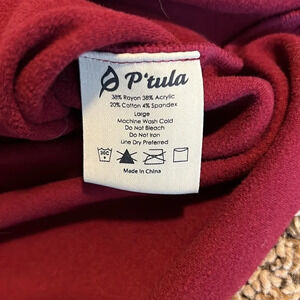 P'tula
38% Rayon 38% Acrylic
20% Cotton 4% Spandex
Large
Machine Wash Cold
Do Not Bleach
Do Not Iron
Line Dry Preferred
30C
Made in China